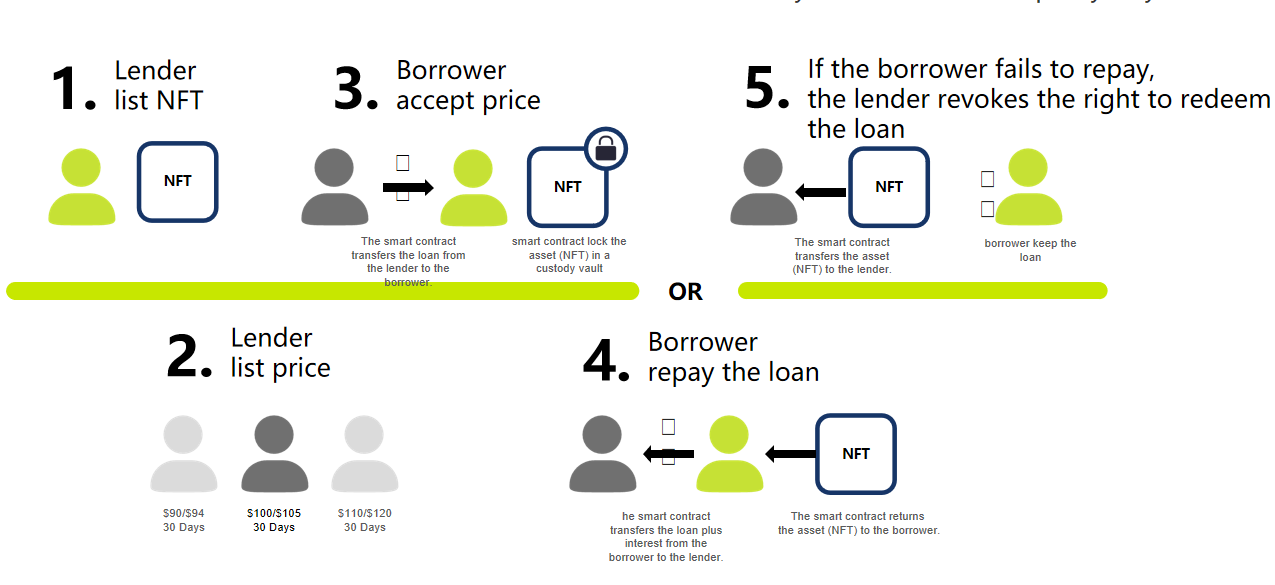 1.
Lender
list NFT
NFT
3.
Borrower
accept price
NFT
The smart contract
transfers the loan from
the lender to the
borrower.
smart contract lock the
asset (NFT) in a
custody vault
5.
If the borrower fails to repay,
the lender revokes the right to redeem
the loan
NFT
The smart contract
transfers the asset
(NFT) to the lender.
borrower keep the
loan
OR
2.
Lender
list price
$90/$94
30 Days
$100/$105
30 Days
$110/$120
30 Days
4.
Borrower
repay the loan
NFT
he smart contract
transfers the loan plus
interest from the
borrower to the lender.
The smart contract returns
the asset (NFT) to the borrower.